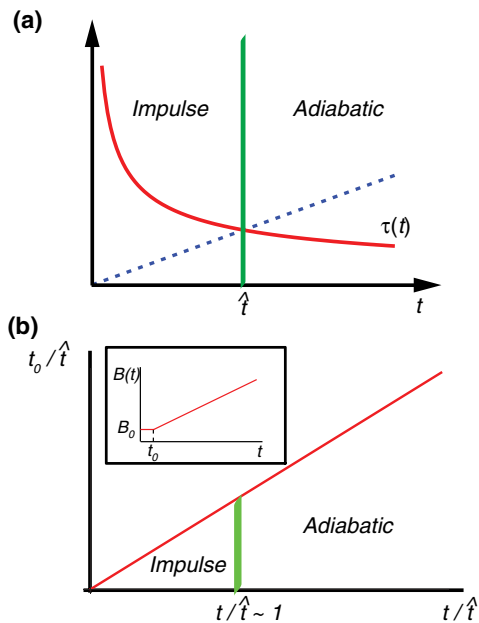 (a)
Impulse
Adiabatic
τ(t)
t̂
t
(b)
t₀ / t̂
B(t)
B₀
t₀
t
Adiabatic
Impulse
t / t̂ ~ 1
t / t̂